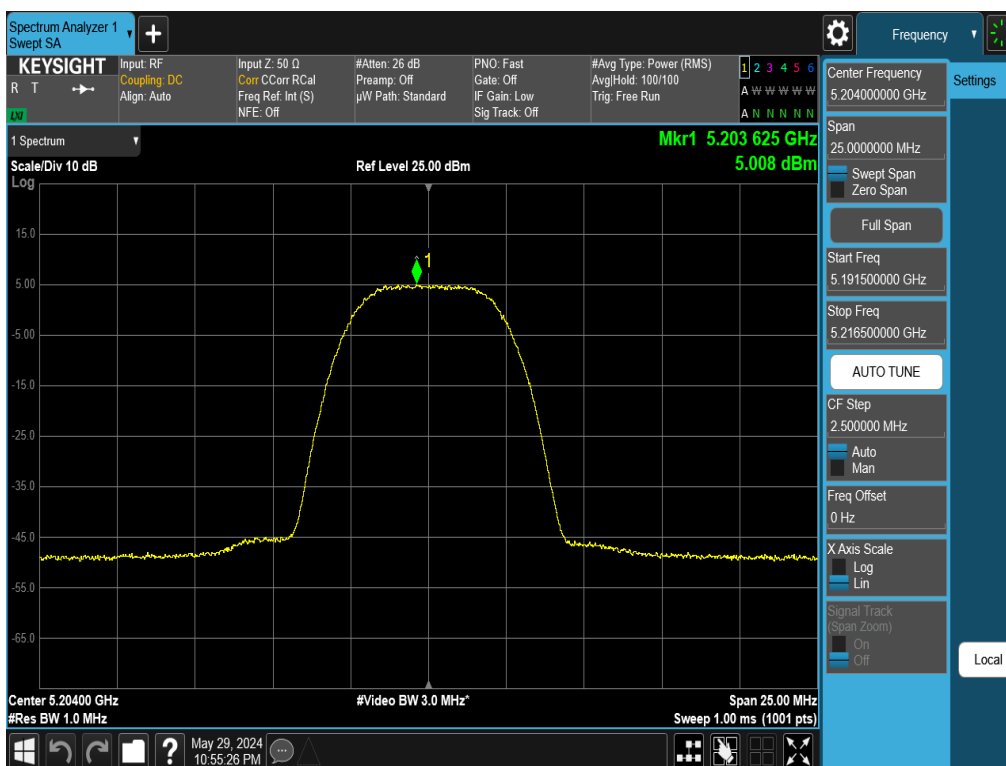 Spectrum Analyzer 1
Swept SA
+
Frequency
KEYSIGHT
R T
LXI
Input: RF
Coupling: DC
Align: Auto
Input Z: 50 Ω
Corr CCorr RCal
Freq Ref: Int (S)
NFE: Off
#Atten: 26 dB
Preamp: Off
µW Path: Standard
PNO: Fast
Gate: Off
IF Gain: Low
Sig Track: Off
#Avg Type: Power (RMS)
Avg|Hold: 100/100
Trig: Free Run
1 2 3 4 5 6
A W W W W W
A N N N N N
Center Frequency
5.204000000 GHz
Settings
Span
25.0000000 MHz
Swept Span
Zero Span
Full Span
Start Freq
5.191500000 GHz
Stop Freq
5.216500000 GHz
AUTO TUNE
CF Step
2.500000 MHz
Auto
Man
Freq Offset
0 Hz
X Axis Scale
Log
Lin
Signal Track
(Span Zoom)
On
Off
Local
1 Spectrum
Mkr1 5.203 625 GHz
Scale/Div 10 dB
Ref Level 25.00 dBm
5.008 dBm
Log
15.0
1
5.00
-5.00
-15.0
-25.0
-35.0
-45.0
-55.0
-65.0
Center 5.20400 GHz
#Video BW 3.0 MHz*
Span 25.00 MHz
#Res BW 1.0 MHz
Sweep 1.00 ms (1001 pts)
?
May 29, 2024
10:55:26 PM